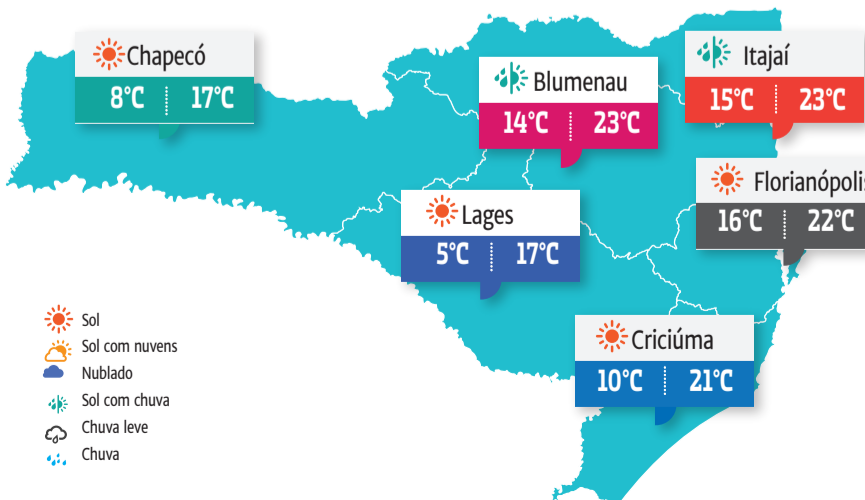 Chapecó
8°C 17°C
Blumenau
14°C 23°C
Itajaí
15°C 23°C
Florianópolis
16°C 22°C
Lages
5°C 17°C
Criciúma
10°C 21°C
Sol
Sol com nuvens
Nublado
Sol com chuva
Chuva leve
Chuva